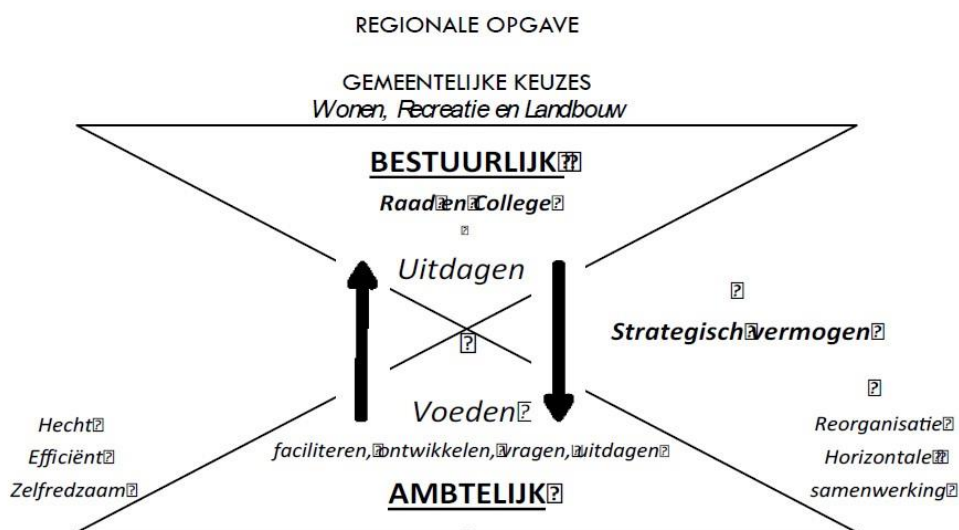 REGIONALE OPGAVE
GEMEENTELIJKE KEUZES
Wonen, Recreatie en Landbouw
BESTUURLIJK
Raad en College
Uitdagen
Strategisch vermogen
Voeden
faciliteren, ontwikkelen, vragen, uitdagen
AMBTELIJK
Hecht
Efficiënt
Zelfredzaam
Reorganisatie
Horizontale
samenwerking